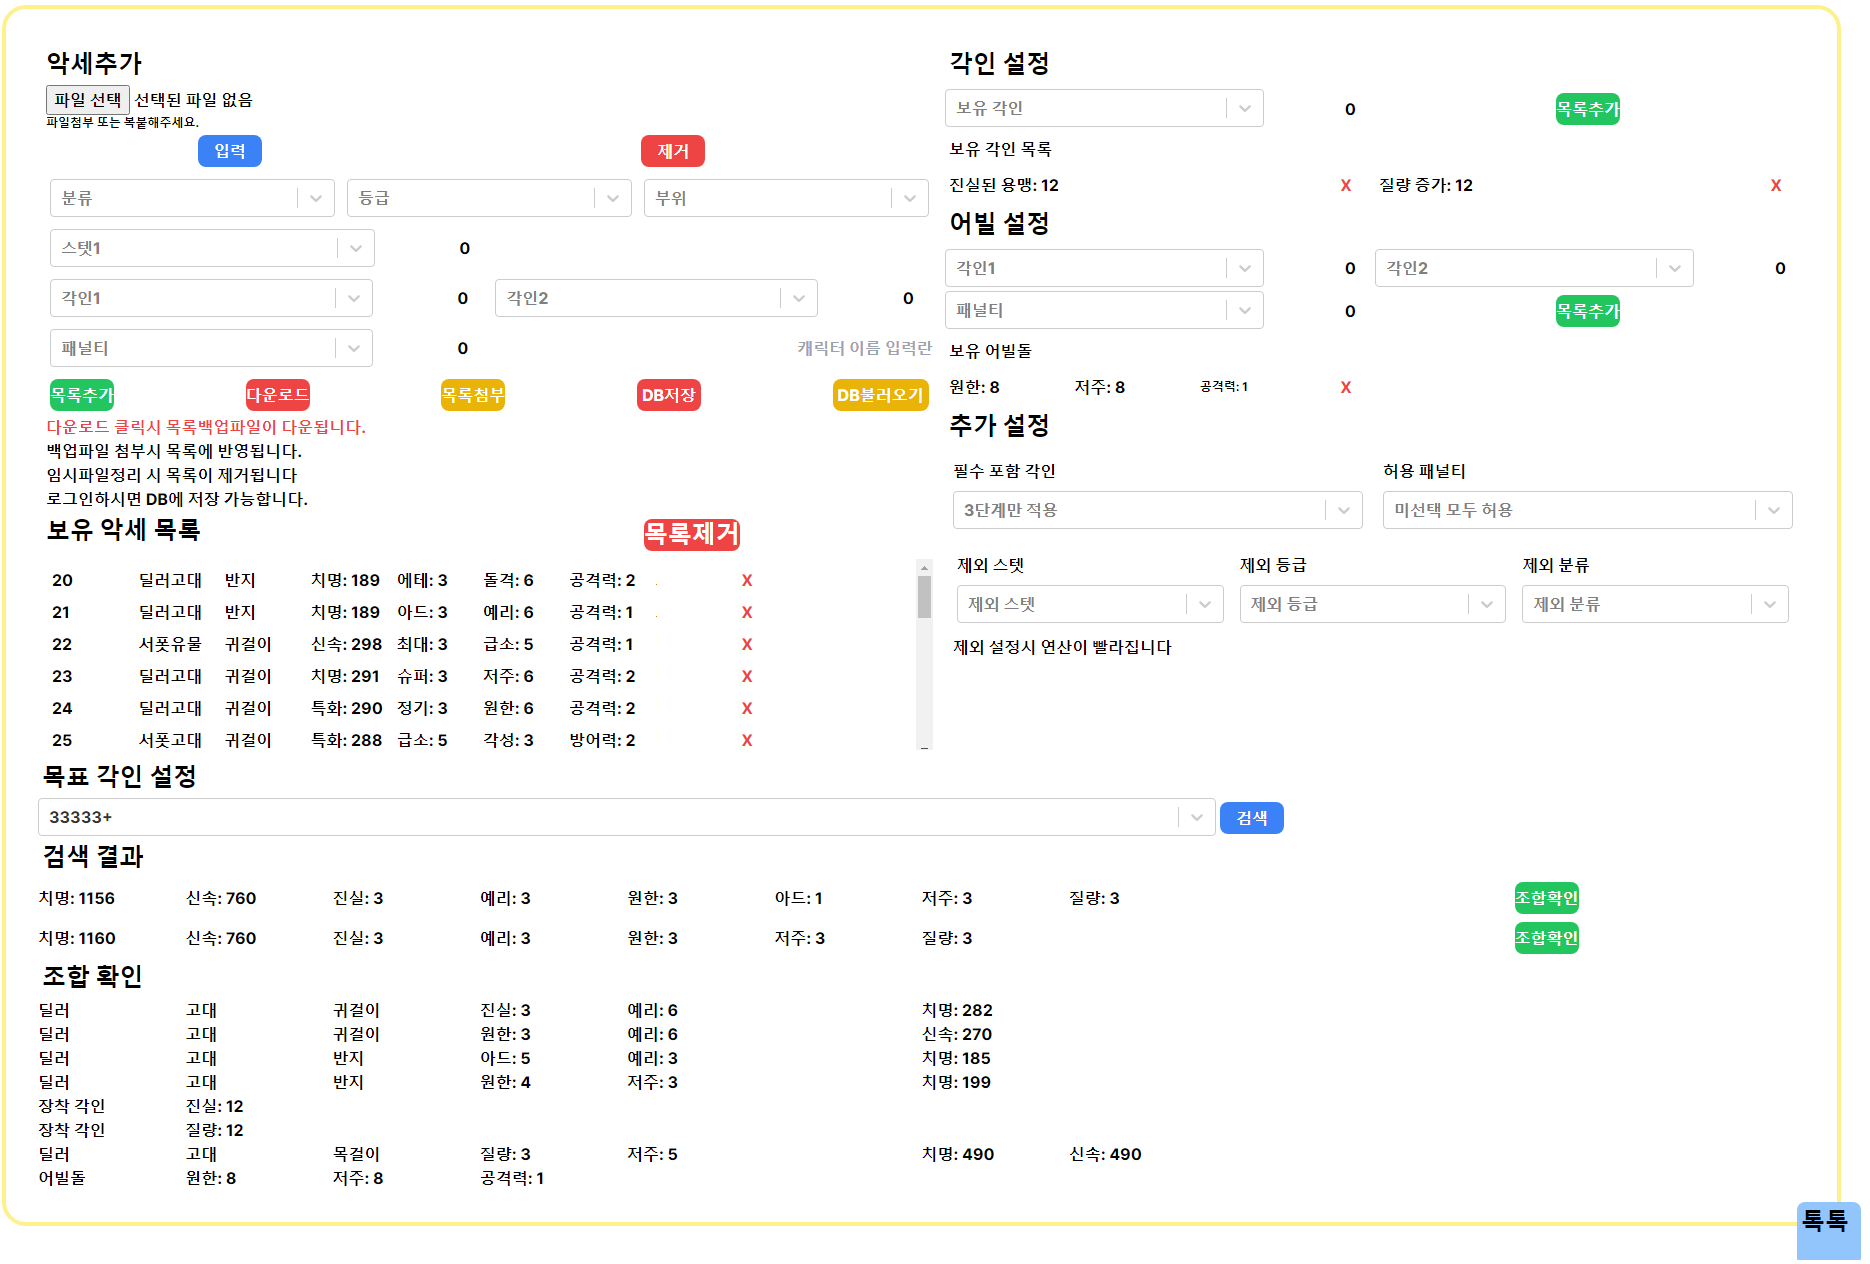 악세추가
파일 선택 선택된 파일 없음
파일첨부 또는 복붙해주세요.
입력 제거
분류 등급 부위
스텟1 0
각인1 0 각인2 0
패널티 0 캐릭터 이름 입력란
목록추가 다운로드 목록첨부 DB저장 DB불러오기
다운로드 클릭시 목록백업파일이 다운됩니다.
백업파일 첨부시 목록에 반영됩니다.
임시파일정리 시 목록이 제거됩니다
로그인하시면 DB에 저장 가능합니다.
보유 악세 목록 목록제거
20 딜러고대 반지 치명: 189 에테: 3 돌격: 6 공격력: 2 X
21 딜러고대 반지 치명: 189 아드: 3 예리: 6 공격력: 1 X
22 서폿유물 귀걸이 신속: 298 최대: 3 급소: 5 공격력: 1 X
23 딜러고대 귀걸이 치명: 291 슈퍼: 3 저주: 6 공격력: 2 X
24 딜러고대 귀걸이 특화: 290 정기: 3 원한: 6 공격력: 2 X
25 서폿고대 귀걸이 특화: 288 급소: 5 각성: 3 방어력: 2 X
각인 설정
보유 각인 0 목록추가
보유 각인 목록
진실된 용맹: 12 X 질량 증가: 12 X
어빌 설정
각인1 0 각인2 0
패널티 0 목록추가
보유 어빌돌
원한: 8 저주: 8 공격력: 1 X
추가 설정
필수 포함 각인 허용 패널티
3단계만 적용 미선택 모두 허용
제외 스텟 제외 등급 제외 분류
제외 스텟 제외 등급 제외 분류
제외 설정시 연산이 빨라집니다
목표 각인 설정
33333+ 검색
검색 결과
치명: 1156 신속: 760 진실: 3 예리: 3 원한: 3 아드: 1 저주: 3 질량: 3 조합확인
치명: 1160 신속: 760 진실: 3 예리: 3 원한: 3 저주: 3 질량: 3 조합확인
조합 확인
딜러 고대 귀걸이 진실: 3 예리: 6 치명: 282
딜러 고대 귀걸이 원한: 3 예리: 6 신속: 270
딜러 고대 반지 아드: 5 예리: 3 치명: 185
딜러 고대 반지 원한: 4 저주: 3 치명: 199
장착 각인 진실: 12
장착 각인 질량: 12
딜러 고대 목걸이 질량: 3 저주: 5 치명: 490 신속: 490
어빌돌 원한: 8 저주: 8 공격력: 1
톡톡